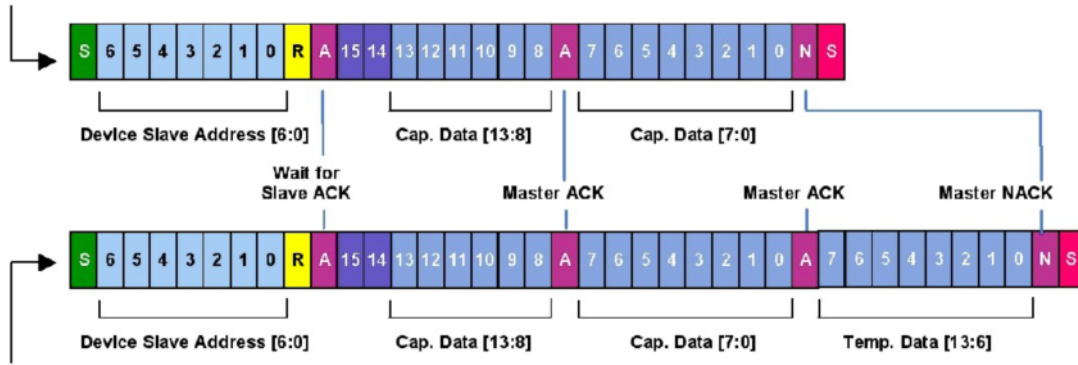 S 6 5 4 3 2 1 0 R A 15 14 13 12 11 10 9 8 A 7 6 5 4 3 2 1 0 N S
Device Slave Address [6:0] Cap. Data [13:8] Cap. Data [7:0]
Wait for
Slave ACK Master ACK Master ACK Master NACK
S 6 5 4 3 2 1 0 R A 15 14 13 12 11 10 9 8 A 7 6 5 4 3 2 1 0 A 7 6 5 4 3 2 1 0 N S
Device Slave Address [6:0] Cap. Data [13:8] Cap. Data [7:0] Temp. Data [13:6]